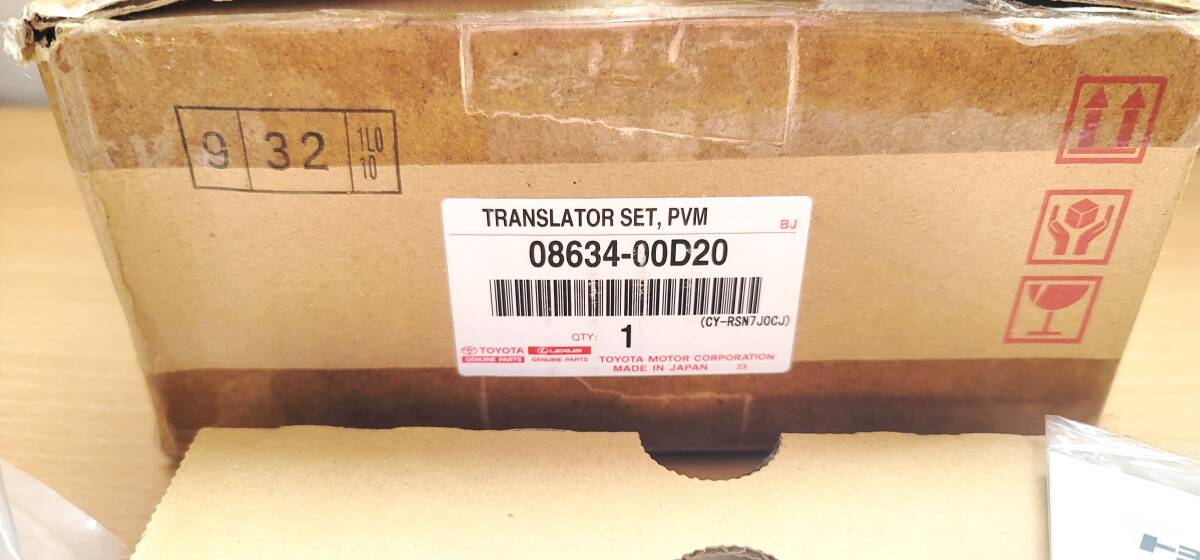 9 32 1L0
10
TRANSLATOR SET, PVM
BJ
08634-00D20
(CY-RSN7J0CJ)
QTY: 1
TOYOTA LEXUS
GENUINE PARTS GENUINE PARTS
TOYOTA MOTOR CORPORATION
MADE IN JAPAN 23